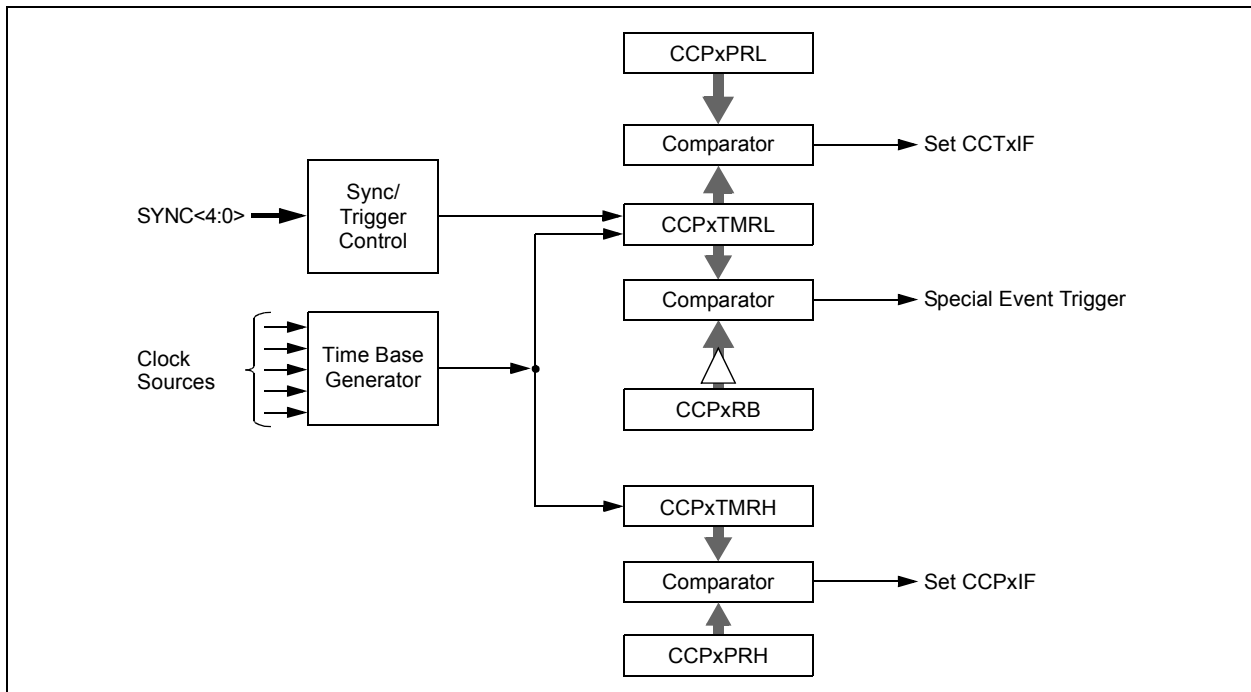 CCPxPRL
Comparator
Set CCTxIF
Sync/
Trigger
Control
SYNC<4:0>
CCPxTMRL
Comparator
Special Event Trigger
Clock
Sources
Time Base
Generator
CCPxRB
CCPxTMRH
Comparator
Set CCPxIF
CCPxPRH